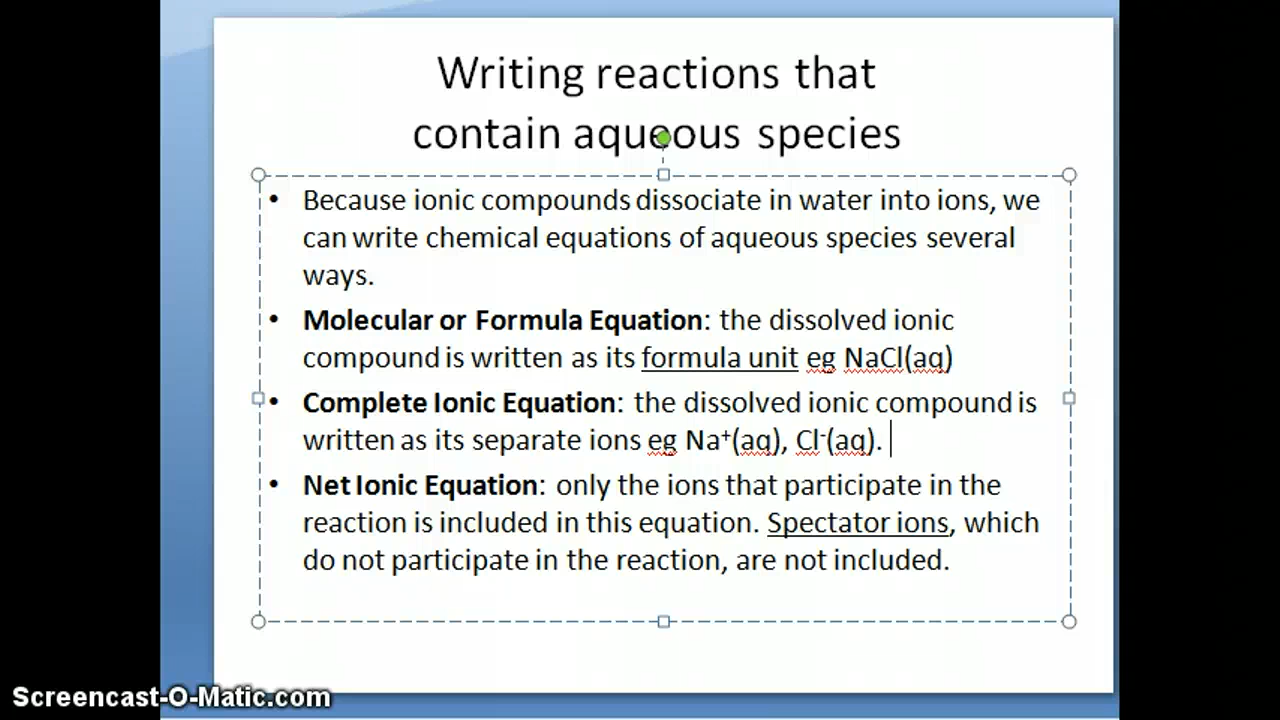 Writing reactions that
contain aqueous species
• Because ionic compounds dissociate in water into ions, we
can write chemical equations of aqueous species several
ways.
• Molecular or Formula Equation: the dissolved ionic
compound is written as its formula unit eg NaCl(aq)
• Complete Ionic Equation: the dissolved ionic compound is
written as its separate ions eg Na⁺(aq), Cl⁻(aq).
• Net Ionic Equation: only the ions that participate in the
reaction is included in this equation. Spectator ions, which
do not participate in the reaction, are not included.
Screencast-O-Matic.com